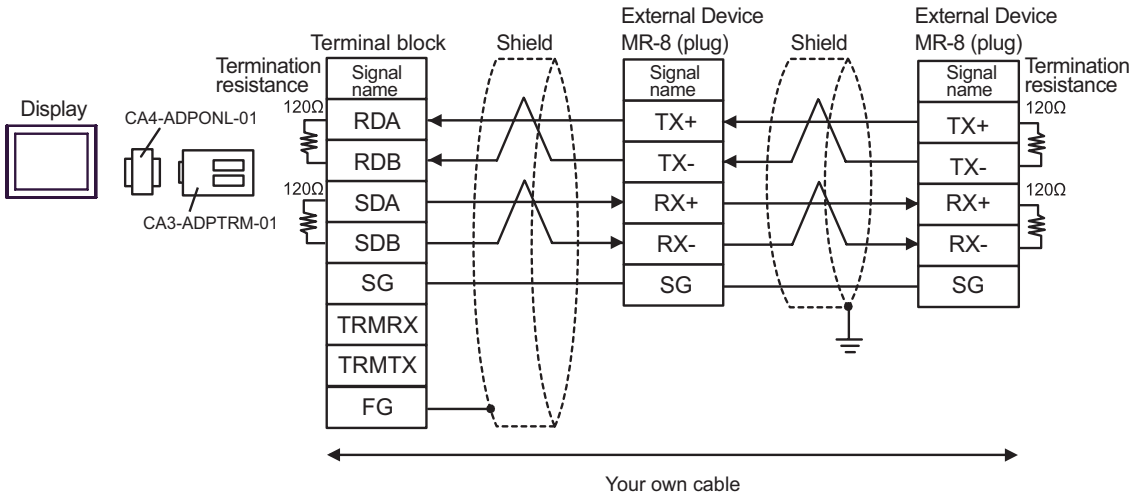 External Device
MR-8 (plug)
External Device
MR-8 (plug)
Terminal block
Shield
Shield
Termination
resistance
Termination
resistance
Display
CA4-ADPONL-01
CA3-ADPTRM-01
120Ω
120Ω
Signal
name
RDA
RDB
SDA
SDB
SG
TRMRX
TRMTX
FG
Signal
name
TX+
TX-
RX+
RX-
SG
Signal
name
TX+
TX-
RX+
RX-
SG
120Ω
120Ω
Your own cable